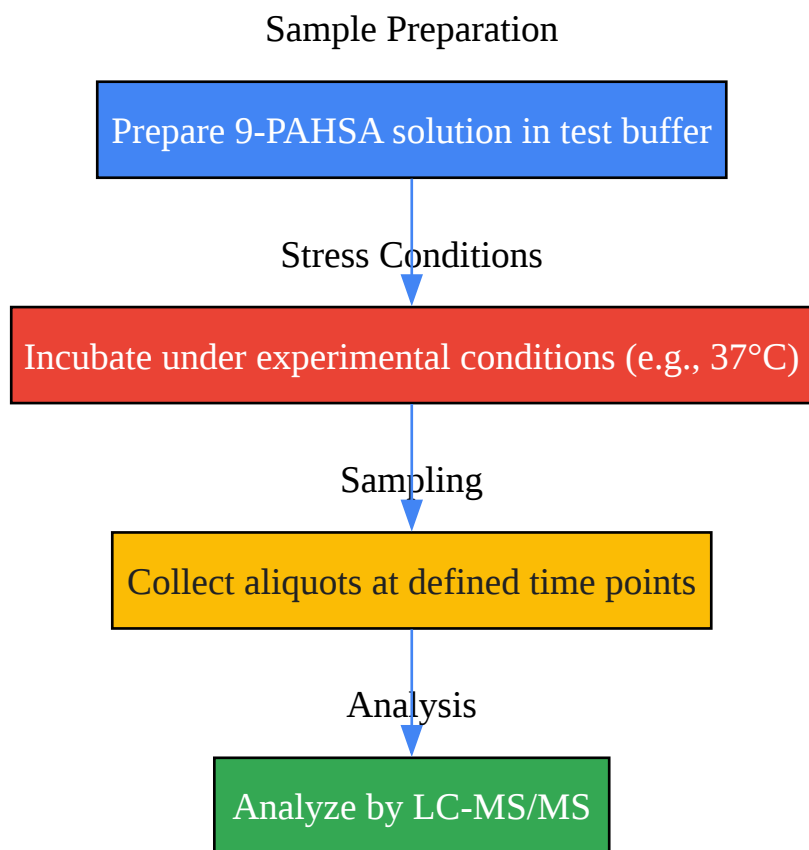 Sample Preparation
Prepare 9-PAHSA solution in test buffer
Stress Conditions
Incubate under experimental conditions (e.g., 37°C)
Sampling
Collect aliquots at defined time points
Analysis
Analyze by LC-MS/MS